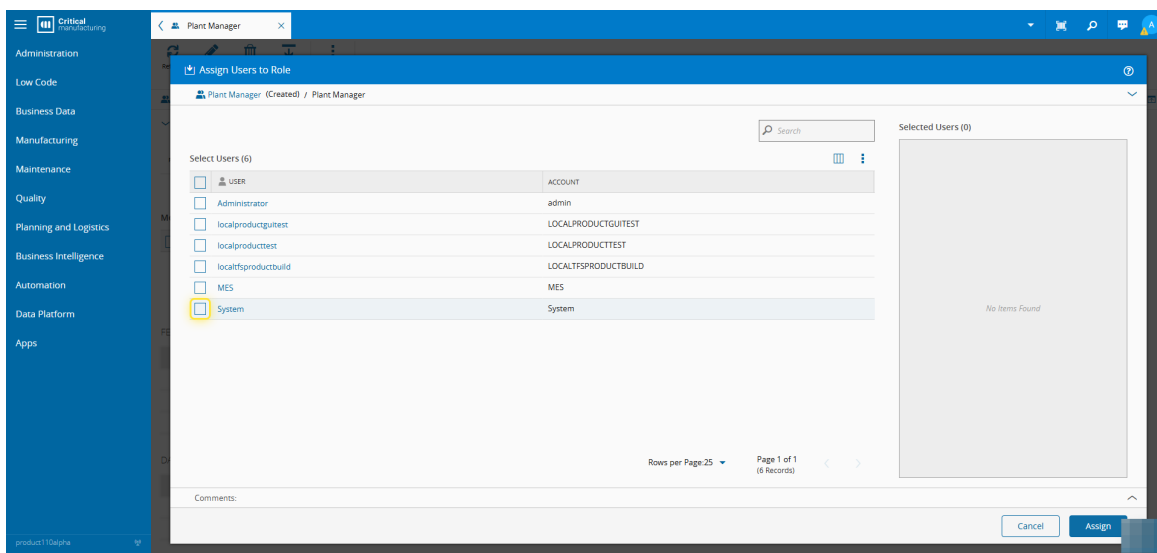 Critical
manufacturing
Plant Manager
A
Administration
Low Code
Business Data
Manufacturing
Maintenance
Quality
Planning and Logistics
Business Intelligence
Automation
Data Platform
Apps
product110alpha
Assign Users to Role
Plant Manager (Created) / Plant Manager
Search
Selected Users (0)
Select Users (6)
USER ACCOUNT
Administrator admin
localproductguitest LOCALPRODUCTGUITEST
localproducttest LOCALPRODUCTTEST
localtfsproductbuild LOCALTFSPRODUCTBUILD
MES MES
System System
No Items Found
Rows per Page:25 Page 1 of 1
(6 Records)
Comments:
Cancel Assign